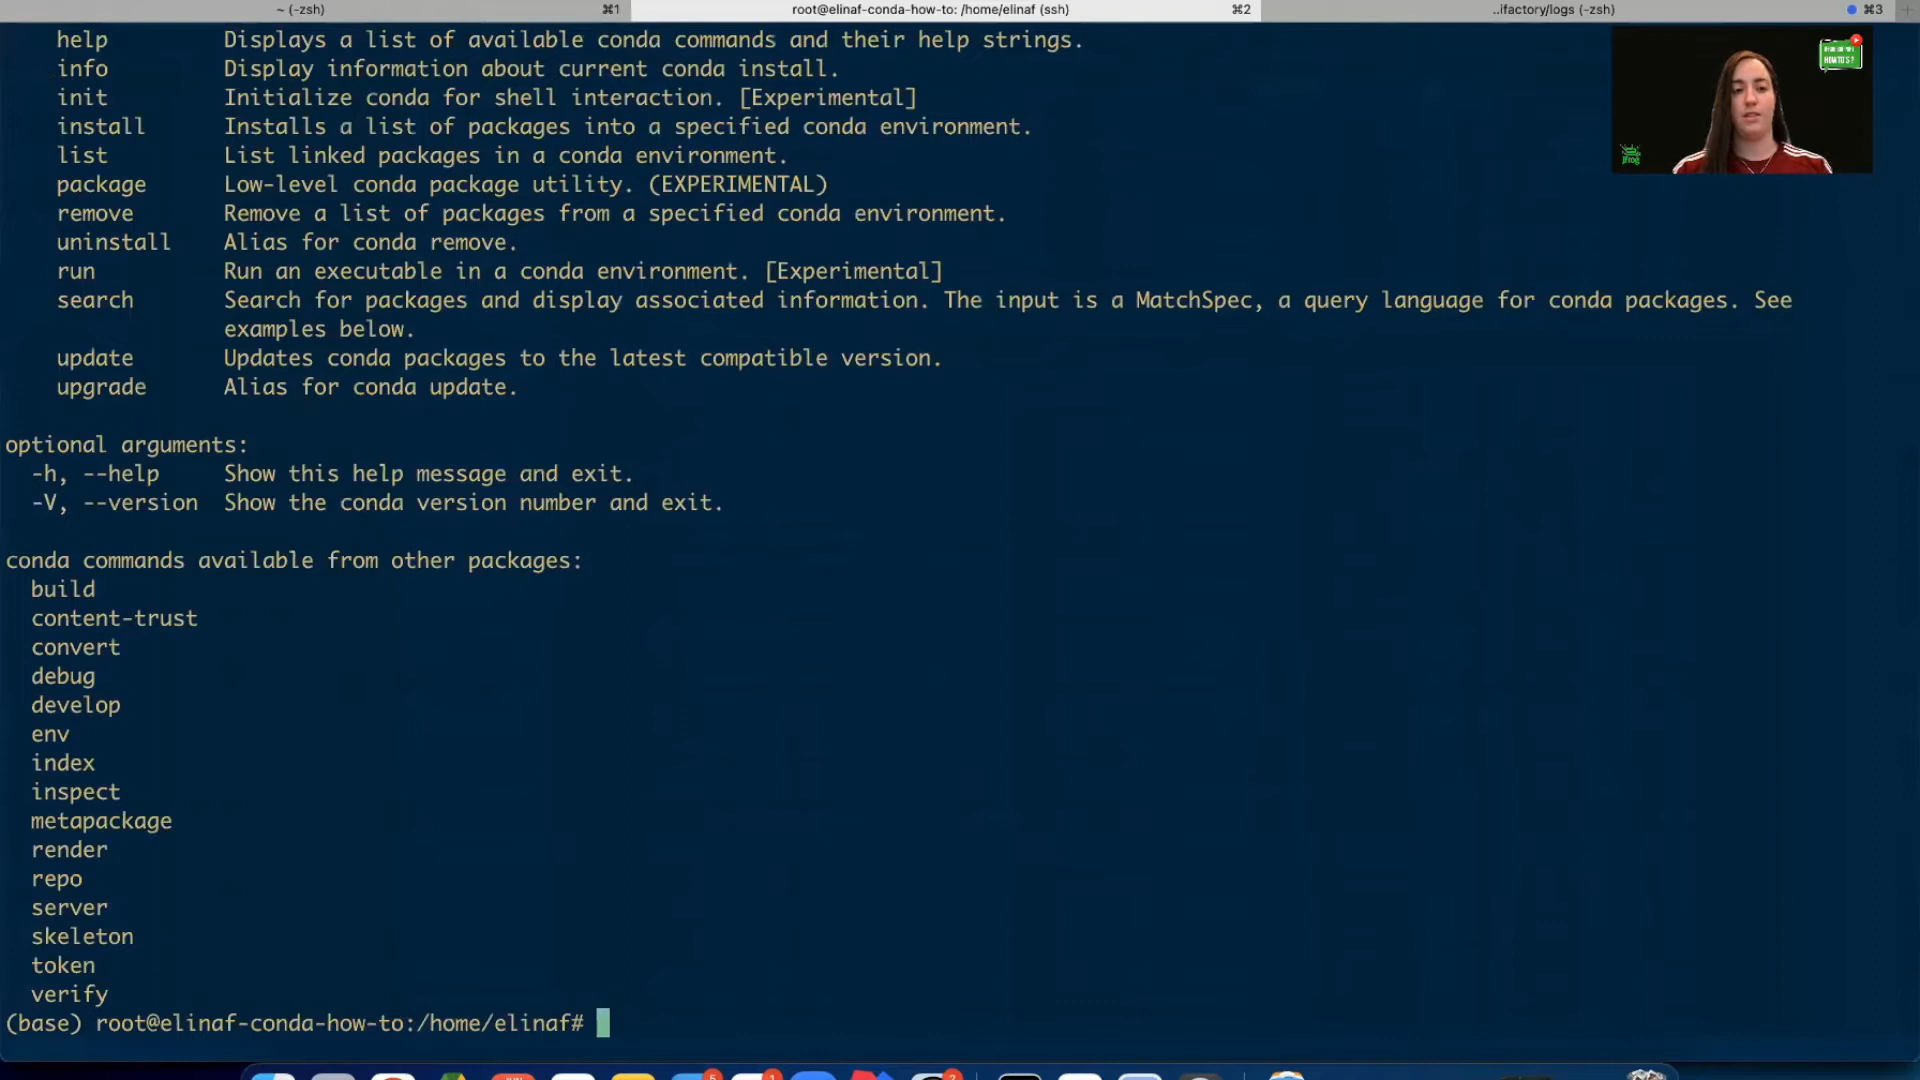 ~ (-zsh) ⌘1 root@elinaf-conda-how-to: /home/elinaf (ssh) ⌘2 ..ifactory/logs (-zsh) ⌘3
help Displays a list of available conda commands and their help strings.
info Display information about current conda install.
init Initialize conda for shell interaction. [Experimental]
install Installs a list of packages into a specified conda environment.
list List linked packages in a conda environment.
package Low-level conda package utility. (EXPERIMENTAL)
remove Remove a list of packages from a specified conda environment.
uninstall Alias for conda remove.
run Run an executable in a conda environment. [Experimental]
search Search for packages and display associated information. The input is a MatchSpec, a query language for conda packages. See
examples below.
update Updates conda packages to the latest compatible version.
upgrade Alias for conda update.
optional arguments:
-h, --help Show this help message and exit.
-V, --version Show the conda version number and exit.
conda commands available from other packages:
build
content-trust
convert
debug
develop
env
index
inspect
metapackage
render
repo
server
skeleton
token
verify
(base) root@elinaf-conda-how-to:/home/elinaf#
HOWTO'S?
JFrog
5
1
2